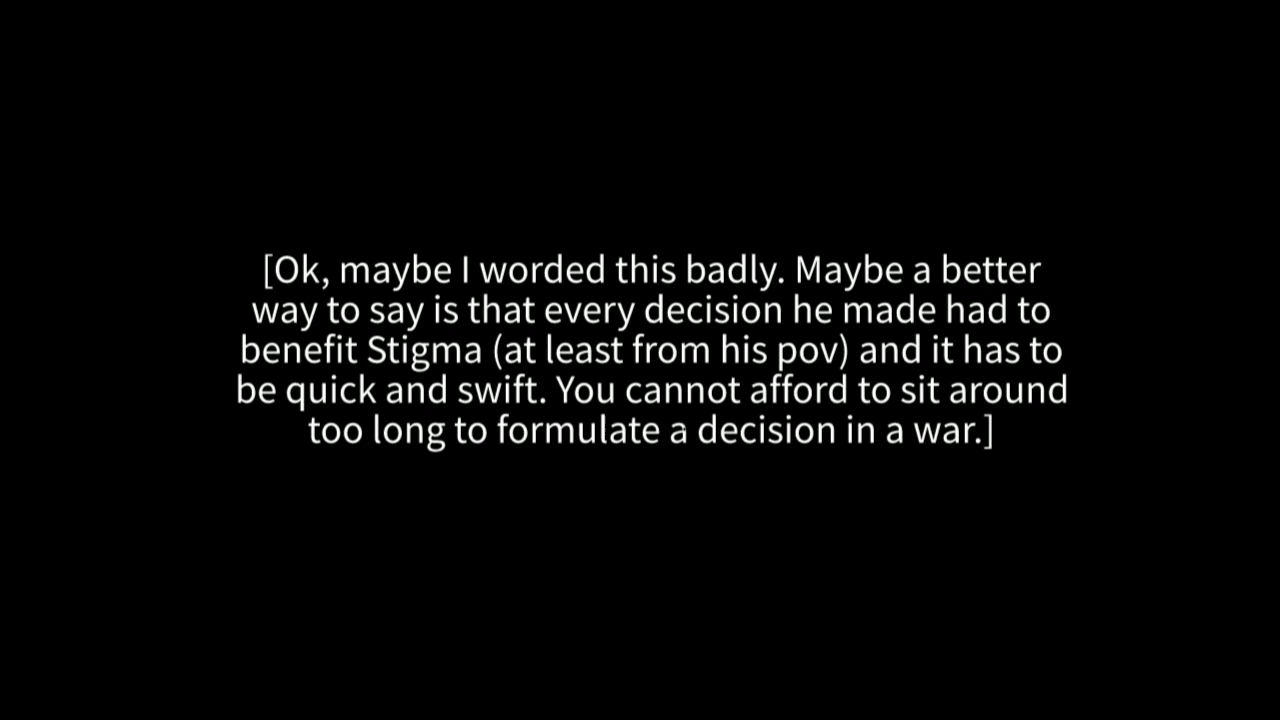 [Ok, maybe I worded this badly. Maybe a better
way to say is that every decision he made had to
benefit Stigma (at least from his pov) and it has to
be quick and swift. You cannot afford to sit around
too long to formulate a decision in a war.]